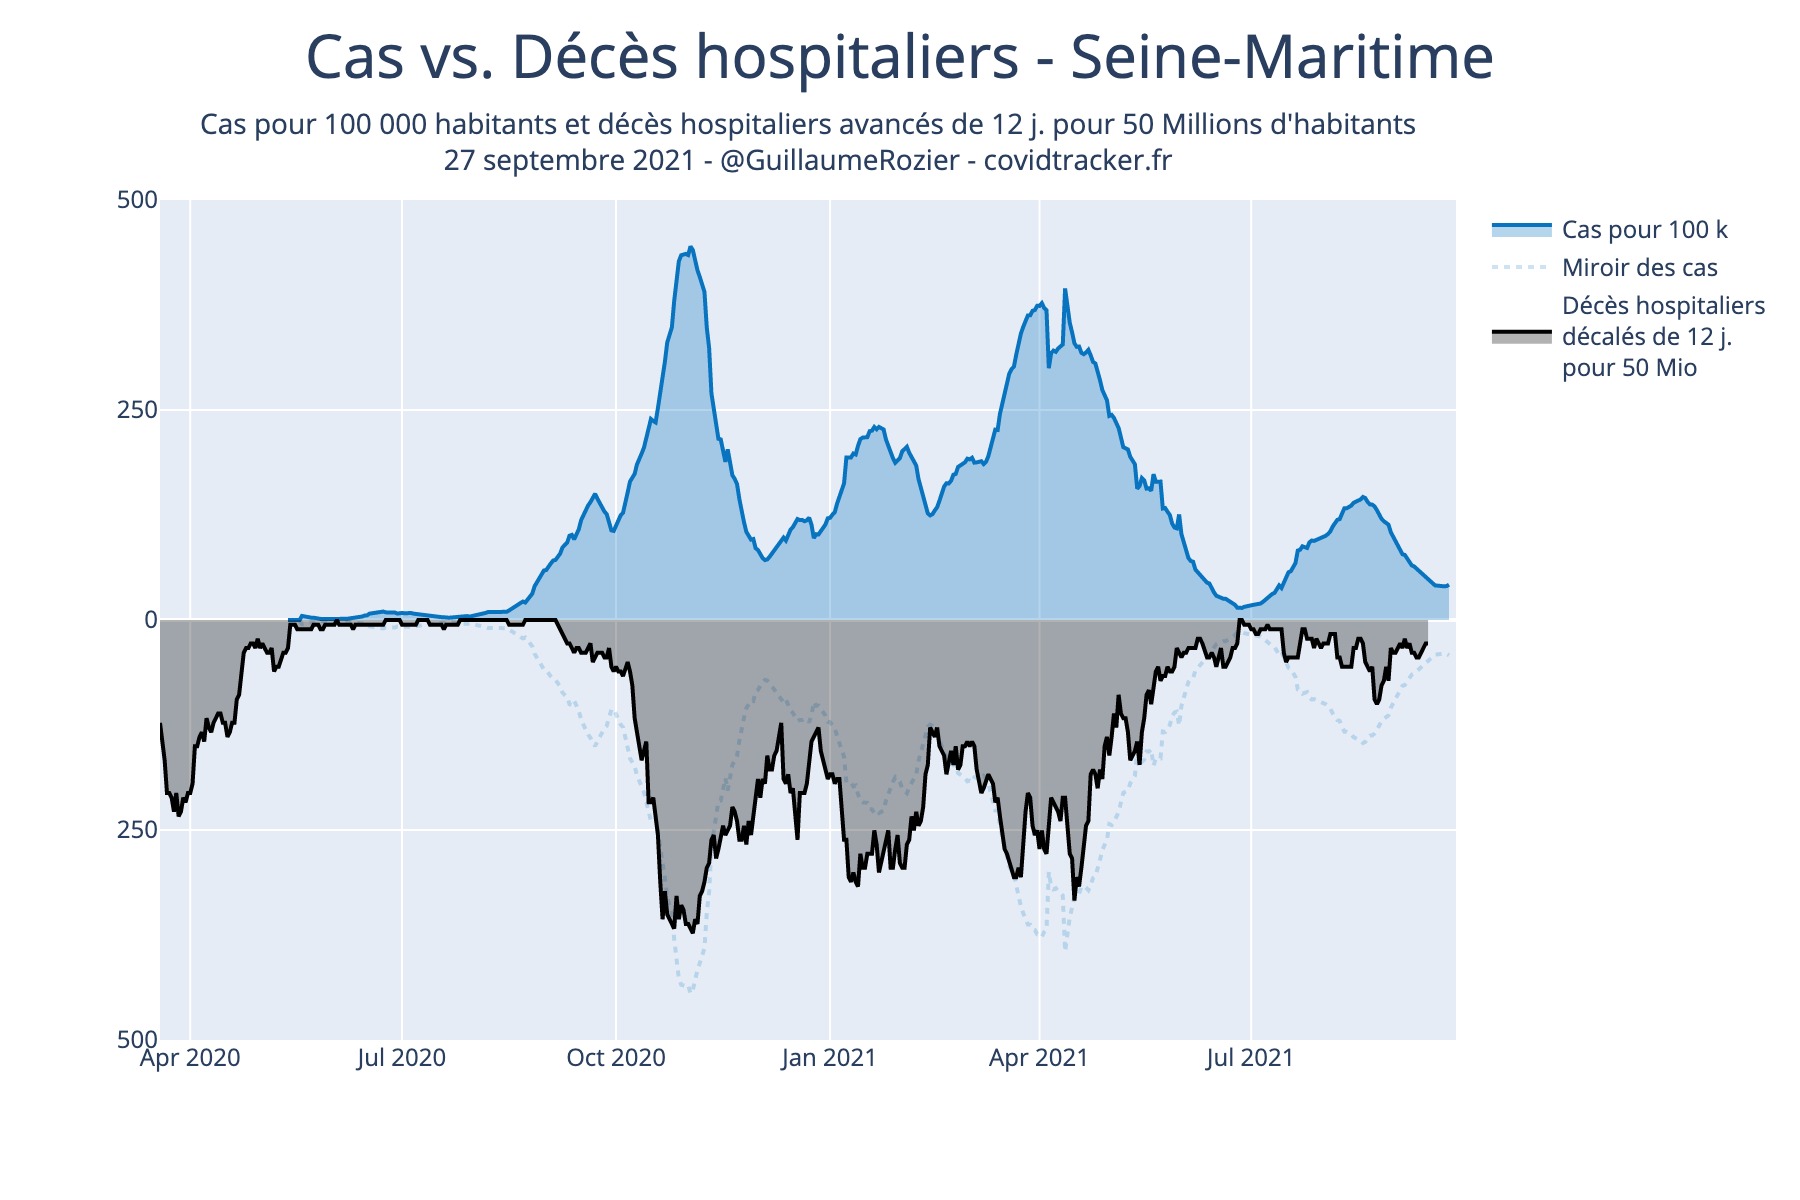 Cas vs. Décès hospitaliers - Seine-Maritime
Cas pour 100 000 habitants et décès hospitaliers avancés de 12 j. pour 50 Millions d'habitants
27 septembre 2021 - @GuillaumeRozier - covidtracker.fr
500
250
0
250
500
Apr 2020
Jul 2020
Oct 2020
Jan 2021
Apr 2021
Jul 2021
Cas pour 100 k
Miroir des cas
Décès hospitaliers
décalés de 12 j.
pour 50 Mio